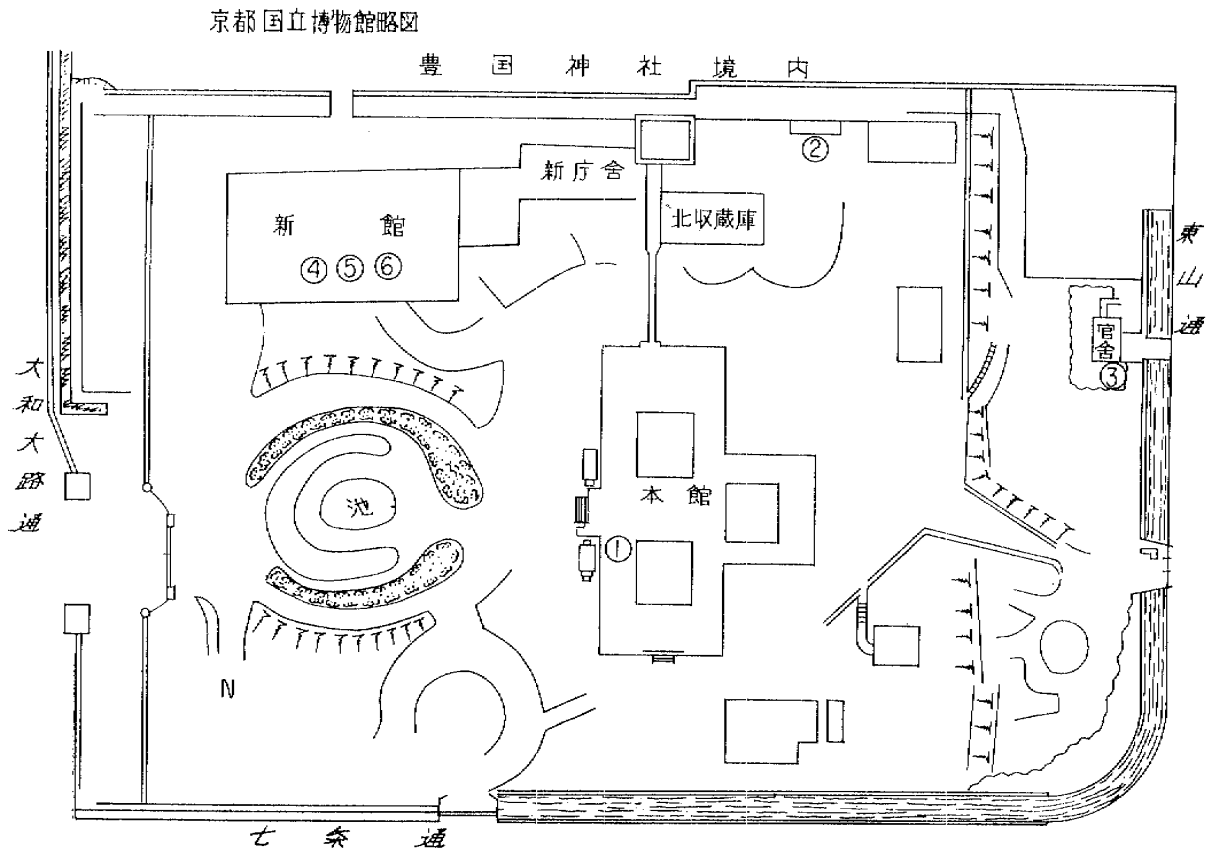 京都国立博物館略図
豊国神社境内
②
新庁舎
北収蔵庫
新館
④⑤⑥
東山通
官舎
③
大和大路通
池
本館
①
N
七条通